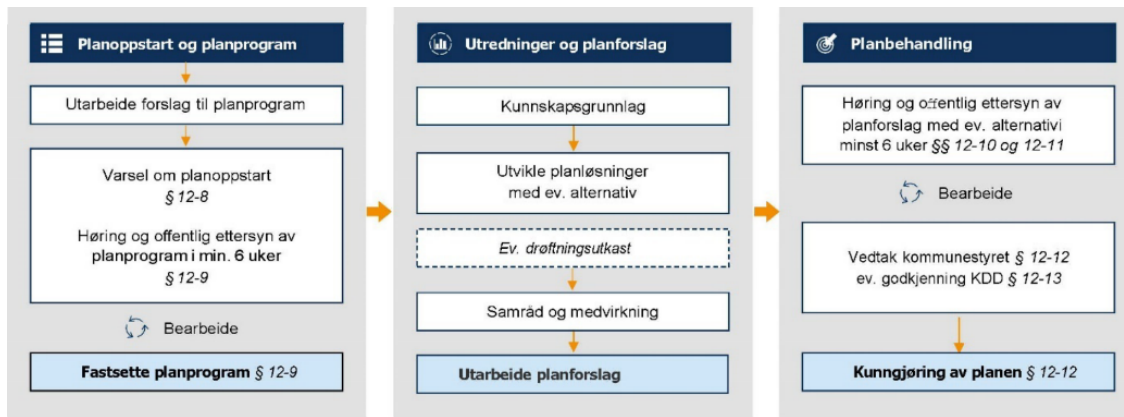 Planoppstart og planprogram
Utarbeide forslag til planprogram
Varsel om planoppstart
§ 12-8
Høring og offentlig ettersyn av
planprogram i min. 6 uker
§ 12-9
Bearbeide
Fastsette planprogram § 12-9
Utredninger og planforslag
Kunnskapsgrunnlag
Utvikle planløsninger
med ev. alternativ
Ev. drøftningsutkast
Samråd og medvirkning
Utarbeide planforslag
Planbehandling
Høring og offentlig ettersyn av
planforslag med ev. alternativi
minst 6 uker §§ 12-10 og 12-11
Bearbeide
Vedtak kommunestyret § 12-12
ev. godkjenning KDD § 12-13
Kunngjøring av planen § 12-12